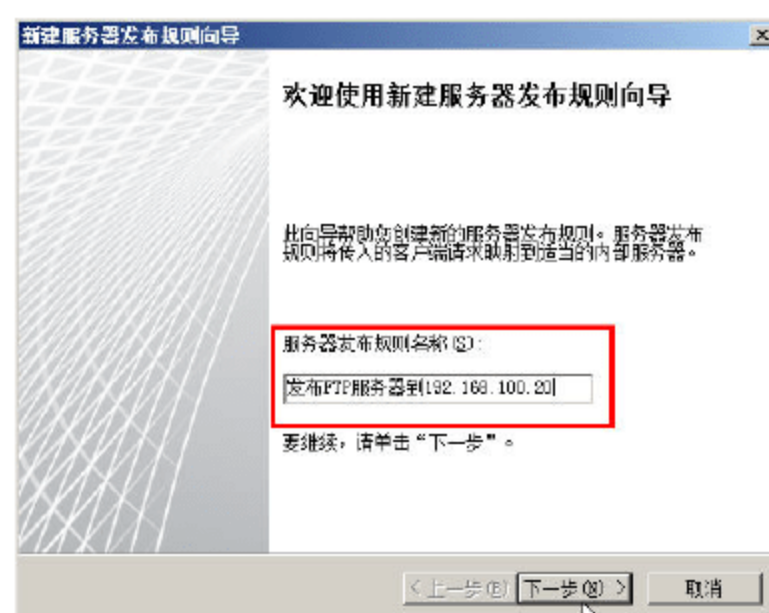 新建服务器发布规则向导
欢迎使用新建服务器发布规则向导
此向导帮助您创建新的服务器发布规则。服务器发布
规则将传入的客户端请求映射到适当的内部服务器。
服务器发布规则名称(S):
发布FTP服务器到192.168.100.20
要继续，请单击“下一步”。
<上一步(B) 下一步(N) > 取消